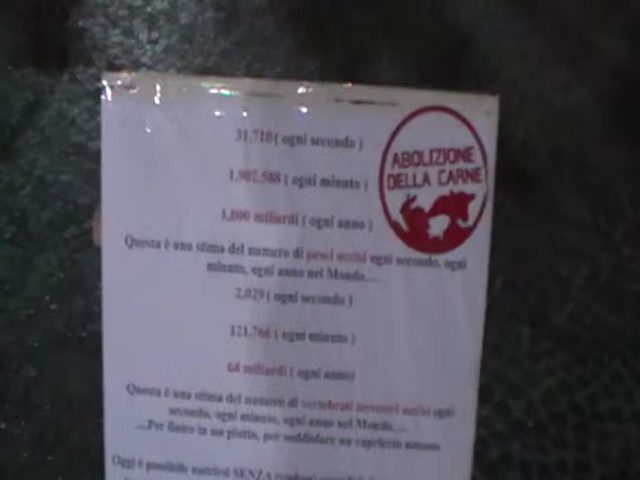 31,710 ( ogni secondo )
ABOLIZIONE
DELLA CARNE
1,902,588 ( ogni minuto )
1,000 miliardi ( ogni anno )
Questa è una stima del numero di pesci uccisi ogni secondo, ogni
minuto, ogni anno nel Mondo....
2,029 ( ogni secondo )
121,766 ( ogni minuto )
64 miliardi ( ogni anno)
Questa è una stima del numero di vertebrati terrestri uccisi ogni
secondo, ogni minuto, ogni anno nel Mondo....
....Per finire in un piatto, per soddisfare un capriccio umano.
Oggi è possibile nutrirsi SENZA